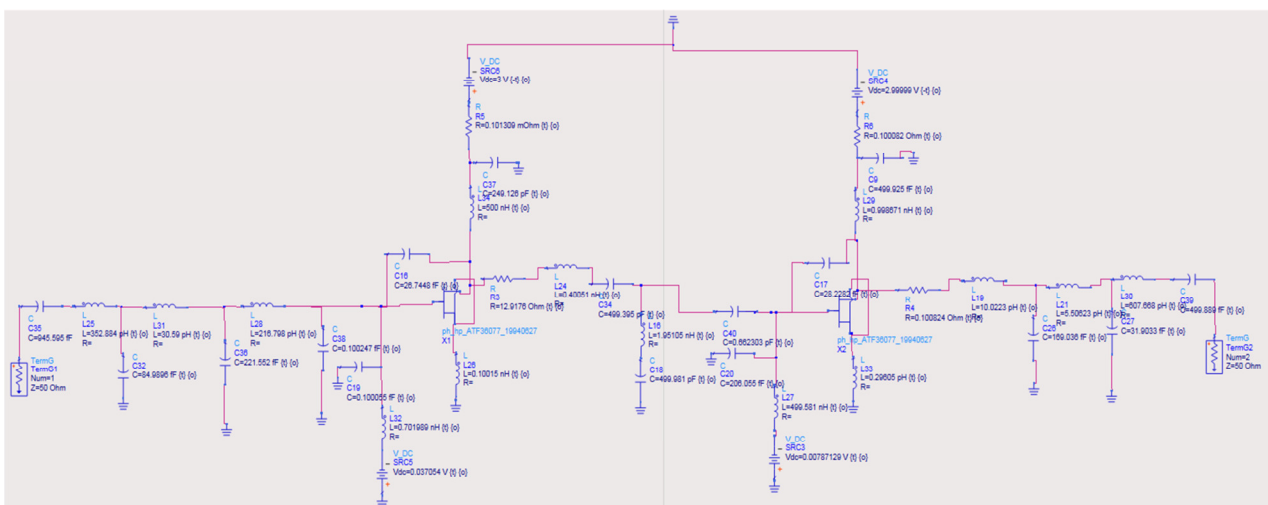 V_DC
SRC6
Vdc=3 V {-t} {o}
R
R5
R=0.101309 mOhm {t} {o}
C
C37
C=249.126 pF {t} {o}
L
L34
L=500 nH {t} {o}
R=
C
C16
C=26.7448 fF {t} {o}
R
R3
R=12.9176 Ohm {t} {o}
L
L24
L=0.40051 nH {t} {o}
R=
C
C34
C=499.395 pF {t} {o}
ph_hp_ATF36077_19940627
X1
L
L26
L=0.10015 nH {t} {o}
R=
C
C35
C=945.595 fF {t} {o}
L
L25
L=352.884 pH {t} {o}
R=
L
L31
L=30.59 pH {t} {o}
R=
L
L28
L=216.798 pH {t} {o}
R=
C
C32
C=84.9896 fF {t} {o}
C
C36
C=221.552 fF {t} {o}
C
C38
C=0.100247 fF {t} {o}
C
C19
C=0.100055 fF {t} {o}
L
L32
L=0.701989 nH {t} {o}
R=
V_DC
SRC5
Vdc=0.037054 V {t} {o}
TermG
TermG1
Num=1
Z=50 Ohm
L
L16
L=1.95105 nH {t} {o}
R=
C
C18
C=499.981 pF {t} {o}
V_DC
SRC4
Vdc=2.99999 V {-t} {o}
R
R6
R=0.100082 Ohm {t} {o}
C
C9
C=499.925 fF {t} {o}
L
L29
L=0.998671 nH {t} {o}
R=
C
C17
C=28.2282 fF {t} {o}
C
C40
C=0.662303 pF {t} {o}
C
C20
C=206.055 fF {t} {o}
L
L27
L=499.581 nH {t} {o}
R=
V_DC
SRC3
Vdc=0.00787129 V {t} {o}
R
R4
R=0.100824 Ohm {t} {o}
ph_hp_ATF36077_19940627
X2
L
L33
L=0.29605 pH {t} {o}
R=
L
L19
L=10.0223 pH {t} {o}
R=
L
L21
L=5.50623 pH {t} {o}
R=
L
L30
L=607.668 pH {t} {o}
R=
C
C39
C=499.889 fF {t} {o}
C
C26
C=169.036 fF {t} {o}
C
C27
C=31.9033 fF {t} {o}
TermG
TermG2
Num=2
Z=50 Ohm